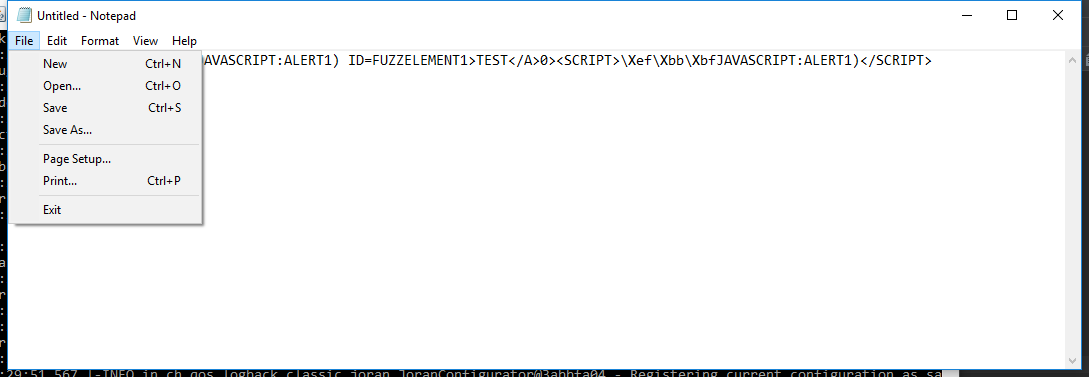 Untitled - Notepad
File Edit Format View Help
New Ctrl+N
AVASCRIPT:ALERT1) ID=FUZZELEMENT1>TEST</A>0><SCRIPT>\Xef\Xbb\XbfJAVASCRIPT:ALERT1)</SCRIPT>
Open... Ctrl+O
Save Ctrl+S
Save As...
Page Setup...
Print... Ctrl+P
Exit
:29:51,567 |-INFO in ch.qos.logback.classic.joran.JoranConfigurator@3abbfa04 - Registering current configuration as sa